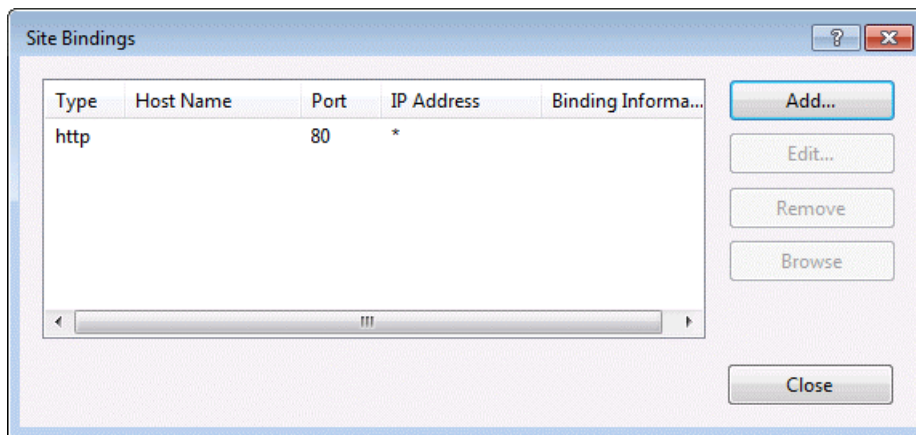 Site Bindings
Type Host Name Port IP Address Binding Informa...
http 80 *
Add...
Edit...
Remove
Browse
Close